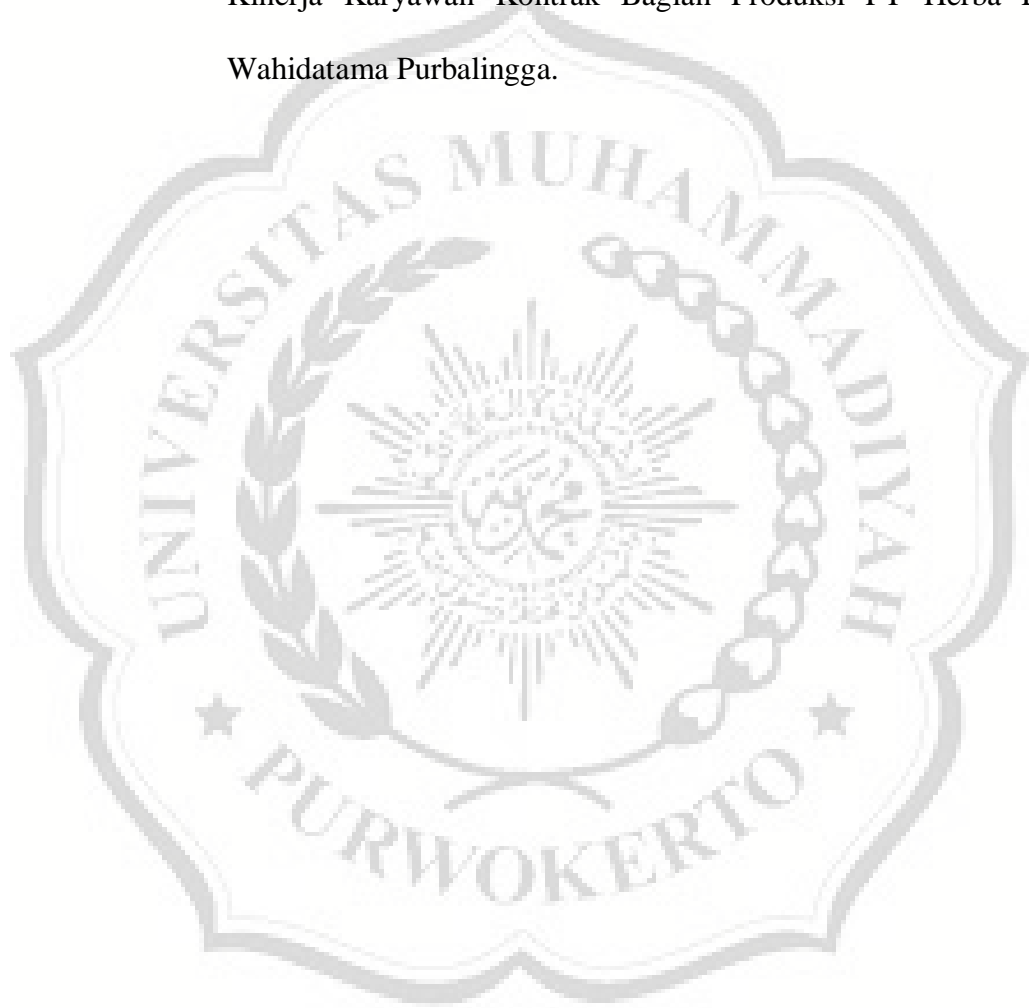 Kinerja Karyawan Kontrak Bagian Produksi PT Herba
Wahidatama Purbalingga.
UNIVERSITAS MUHAMMADIYAH
★ PURWOKERTO ★